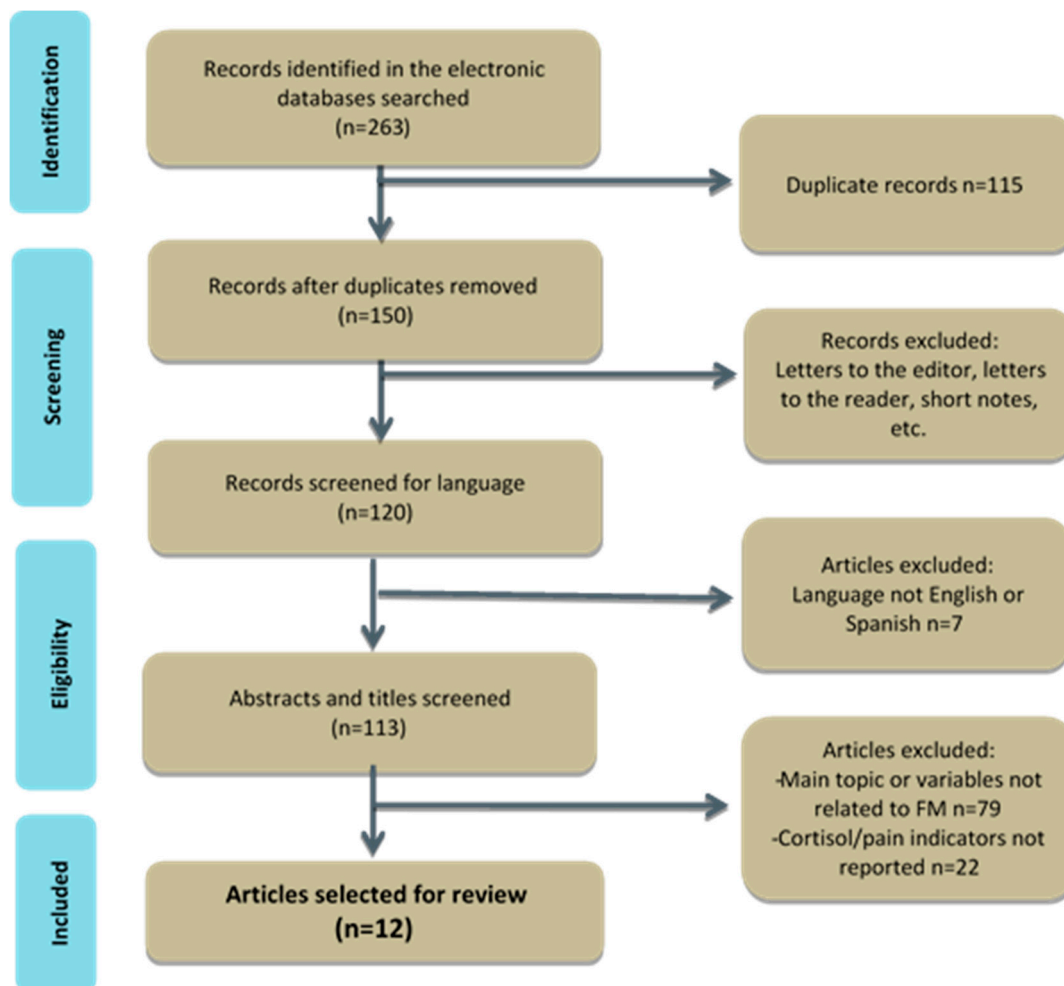 Identification
Records identified in the electronic
databases searched
(n=263)
Duplicate records n=115
Screening
Records after duplicates removed
(n=150)
Records excluded:
Letters to the editor, letters
to the reader, short notes,
etc.
Records screened for language
(n=120)
Eligibility
Articles excluded:
Language not English or
Spanish n=7
Abstracts and titles screened
(n=113)
Articles excluded:
-Main topic or variables not
related to FM n=79
-Cortisol/pain indicators not
reported n=22
Included
Articles selected for review
(n=12)